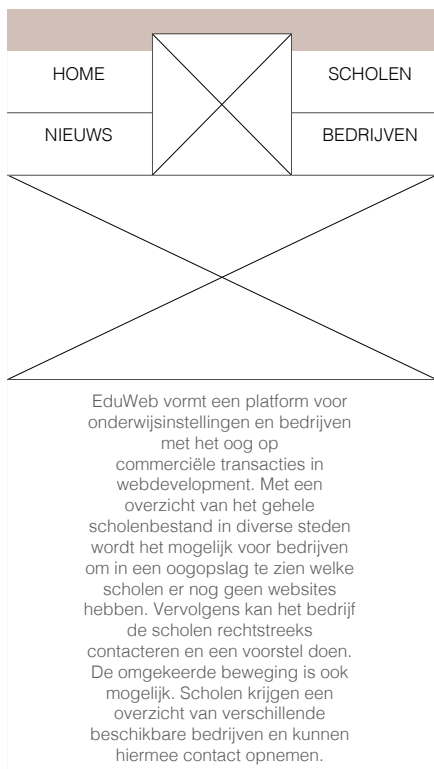 HOME
SCHOLEN
NIEUWS
BEDRIJVEN
EduWeb vormt een platform voor
onderwijsinstellingen en bedrijven
met het oog op
commerciële transacties in
webdevelopment. Met een
overzicht van het gehele
scholenbestand in diverse steden
wordt het mogelijk voor bedrijven
om in een oogopslag te zien welke
scholen er nog geen websites
hebben. Vervolgens kan het bedrijf
de scholen rechtstreeks
contacteren en een voorstel doen.
De omgekeerde beweging is ook
mogelijk. Scholen krijgen een
overzicht van verschillende
beschikbare bedrijven en kunnen
hiermee contact opnemen.